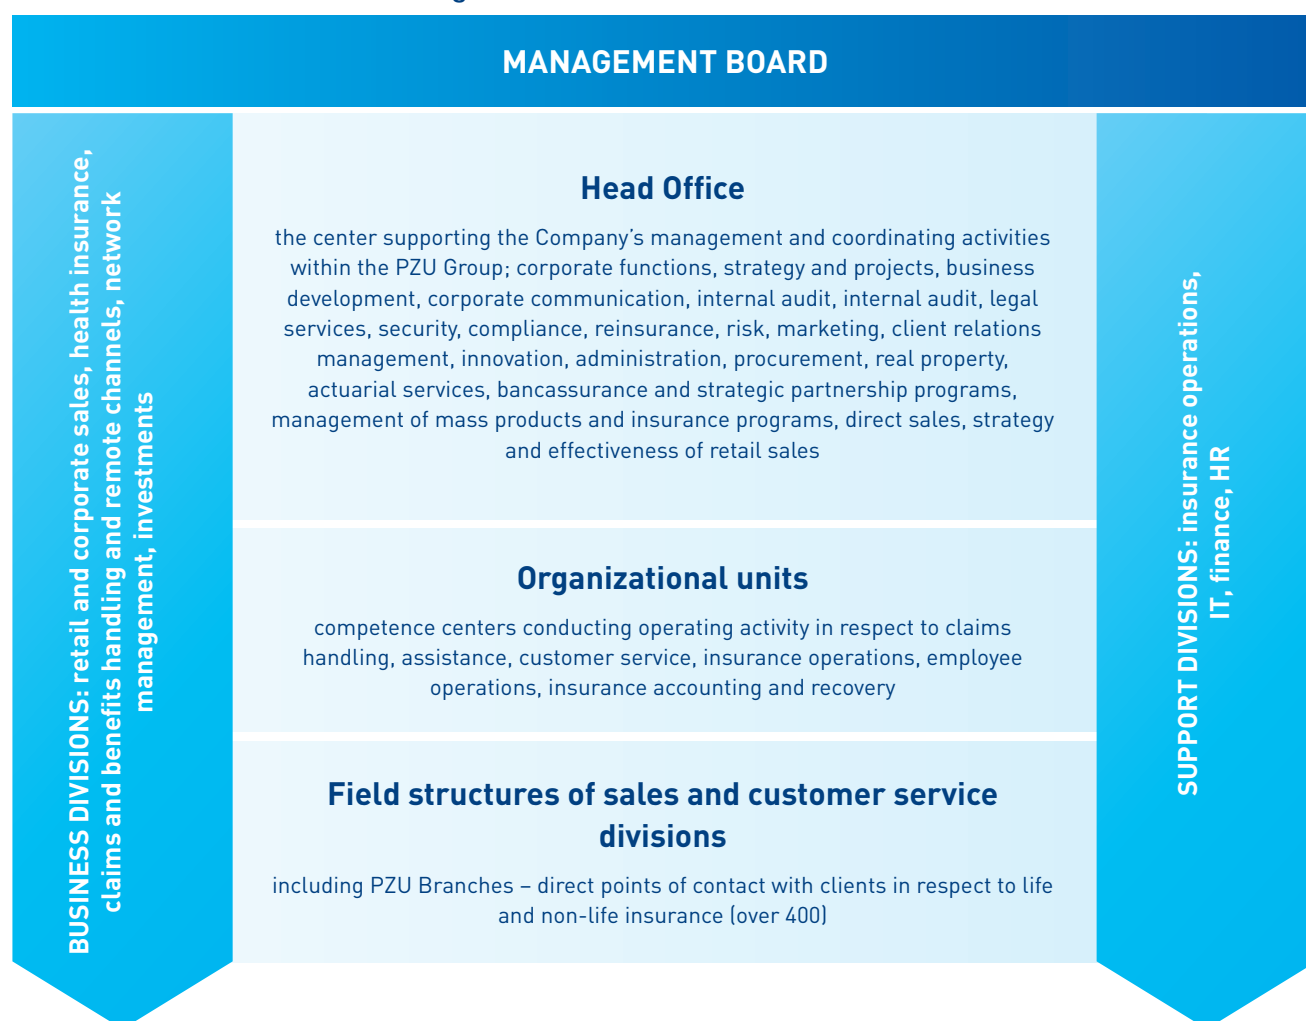 MANAGEMENT BOARD
BUSINESS DIVISIONS: retail and corporate sales, health insurance,
claims and benefits handling and remote channels, network
management, investments
Head Office
the center supporting the Company’s management and coordinating activities
within the PZU Group; corporate functions, strategy and projects, business
development, corporate communication, internal audit, internal audit, legal
services, security, compliance, reinsurance, risk, marketing, client relations
management, innovation, administration, procurement, real property,
actuarial services, bancassurance and strategic partnership programs,
management of mass products and insurance programs, direct sales, strategy
and effectiveness of retail sales
Organizational units
competence centers conducting operating activity in respect to claims
handling, assistance, customer service, insurance operations, employee
operations, insurance accounting and recovery
Field structures of sales and customer service
divisions
including PZU Branches – direct points of contact with clients in respect to life
and non-life insurance (over 400)
SUPPORT DIVISIONS: insurance operations,
IT, finance, HR